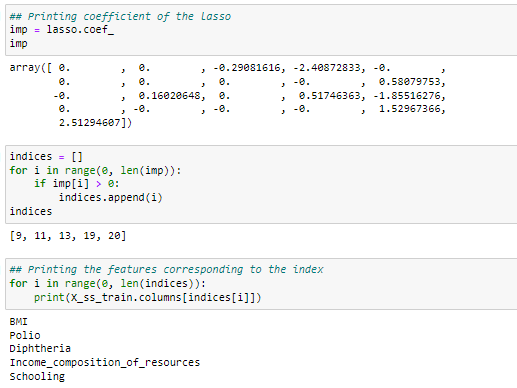 ## Printing coefficient of the Lasso
imp = lasso.coef_
imp
array([ 0.        ,  0.        , -0.29081616, -2.40872833, -0.        ,
        0.        ,  0.        ,  0.        , -0.        ,  0.58079753,
       -0.        ,  0.16020648,  0.        ,  0.51746363, -1.85516276,
        0.        , -0.        , -0.        , -0.        ,  1.52967366,
        2.51294607])
indices = []
for i in range(0, len(imp)):
    if imp[i] > 0:
        indices.append(i)
indices
[9, 11, 13, 19, 20]
## Printing the features corresponding to the index
for i in range(0, len(indices)):
    print(X_ss_train.columns[indices[i]])
BMI
Polio
Diphtheria
Income_composition_of_resources
Schooling